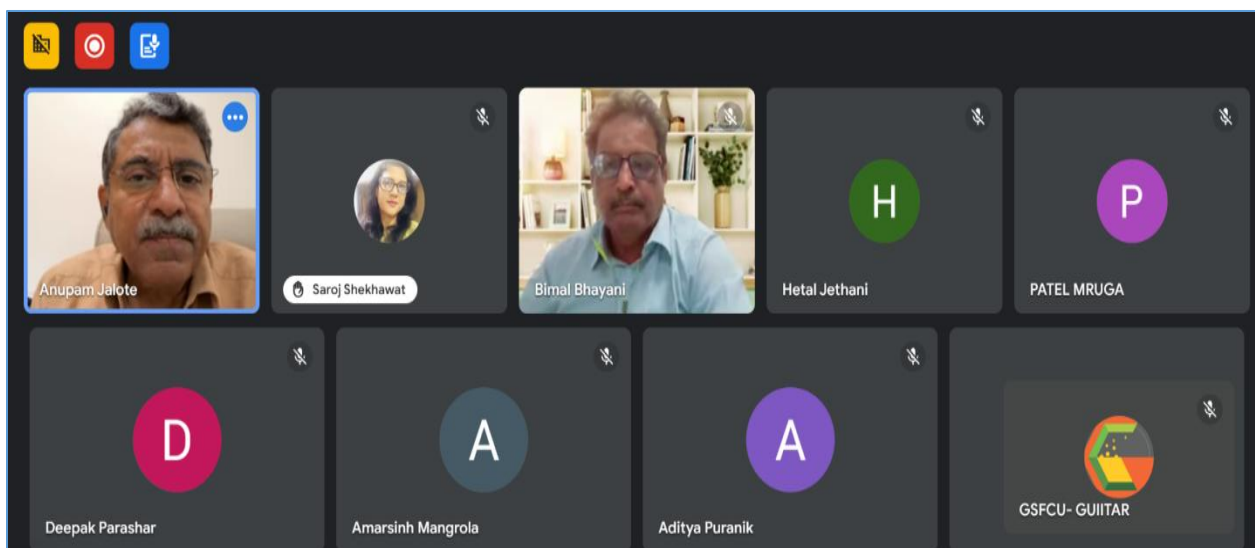 Anupam Jalote
Saroj Shekhawat
Bimal Bhayani
H
Hetal Jethani
P
PATEL MRUGA
D
Deepak Parashar
A
Amarsinh Mangrola
A
Aditya Puranik
GSFCU- GUIITAR